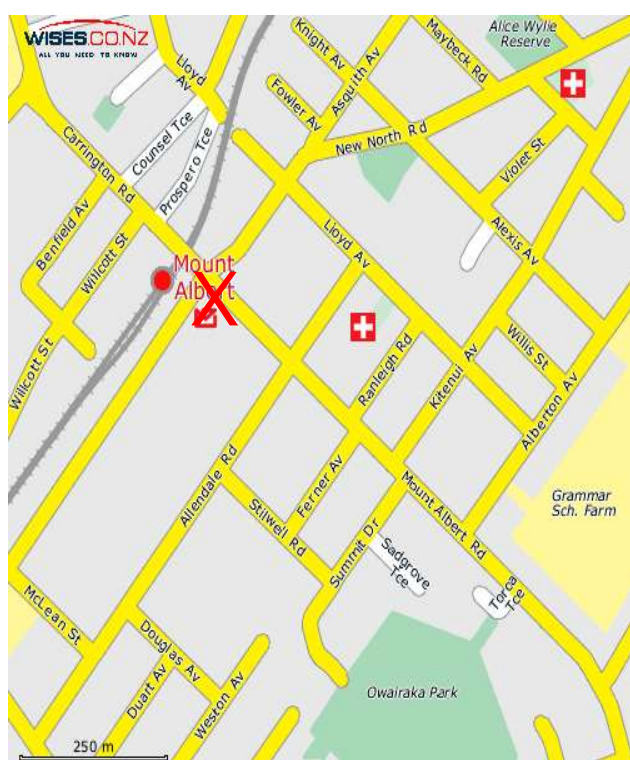 WISES.CO.NZ
ALL YOU NEED TO KNOW
Alice Wylie
Reserve
Maybeck Rd
Knight Av
Asquith Av
Lloyd
Av
Fowler Av
New North Rd
Counsel Tce
Prospero Tce
Carrington Rd
Violet St
Benfield Av
Willcott St
Lloyd Av
Alexis Av
Mount
Albert
Willcott St
Ranleigh Rd
Kitenui Av
Willis St
Alberton Av
Allendale Rd
Ferner Av
Mount Albert Rd
Grammar
Sch. Farm
Stilwell Rd
Summit Dr
Sadgrove
Tce
Toroa
Tce
McLean St
Douglas Av
Duart Av
Weston Av
Owairaka Park
250 m